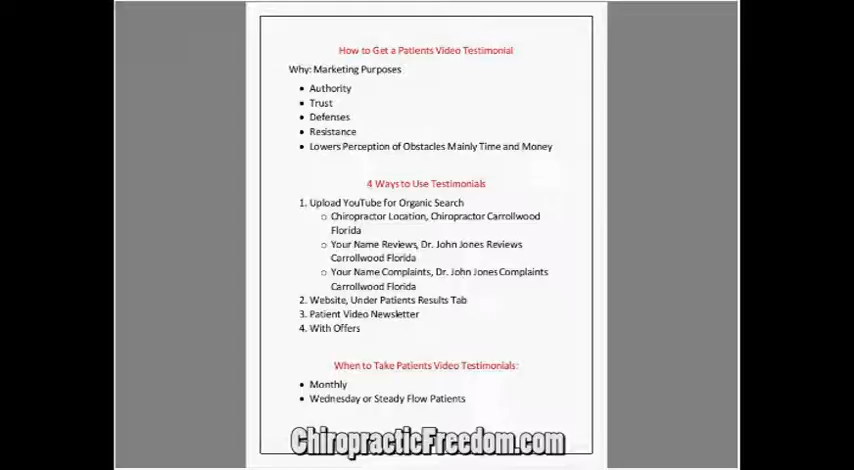 How to Get a Patients Video Testimonial
Why: Marketing Purposes
• Authority
• Trust
• Defenses
• Resistance
• Lowers Perception of Obstacles Mainly Time and Money
4 Ways to Use Testimonials
1. Upload YouTube for Organic Search
o Chiropractor Location, Chiropractor Carrollwood
Florida
o Your Name Reviews, Dr. John Jones Reviews
Carrollwood Florida
o Your Name Complaints, Dr. John Jones Complaints
Carrollwood Florida
2. Website, Under Patients Results Tab
3. Patient Video Newsletter
4. With Offers
When to Take Patients Video Testimonials:
• Monthly
• Wednesday or Steady Flow Patients
ChiropracticFreedom.com